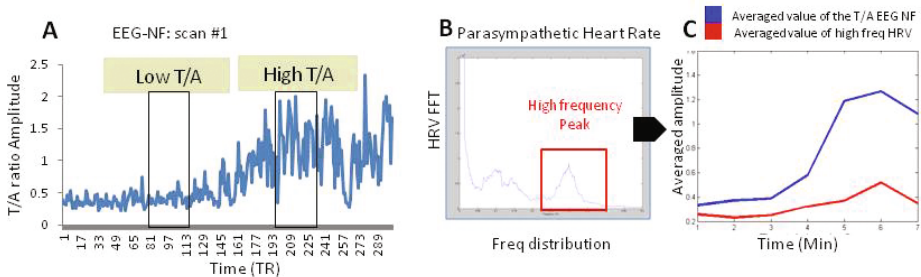 A
EEG-NF: scan #1
Low T/A
High T/A
T/A ratio Amplitude
2.5
2
1.5
1
0.5
0
1
17
33
49
65
81
97
113
129
145
161
177
193
209
225
241
257
273
289
Time (TR)
B
Parasympathetic Heart Rate
HRV FFT
High frequency
Peak
Freq distribution
Averaged value of the T/A EEG NF
Averaged value of high freq HRV
C
Averaged amplitude
1.4
1.2
1
0.8
0.6
0.4
0.2
1
2
3
4
5
6
7
Time (Min)